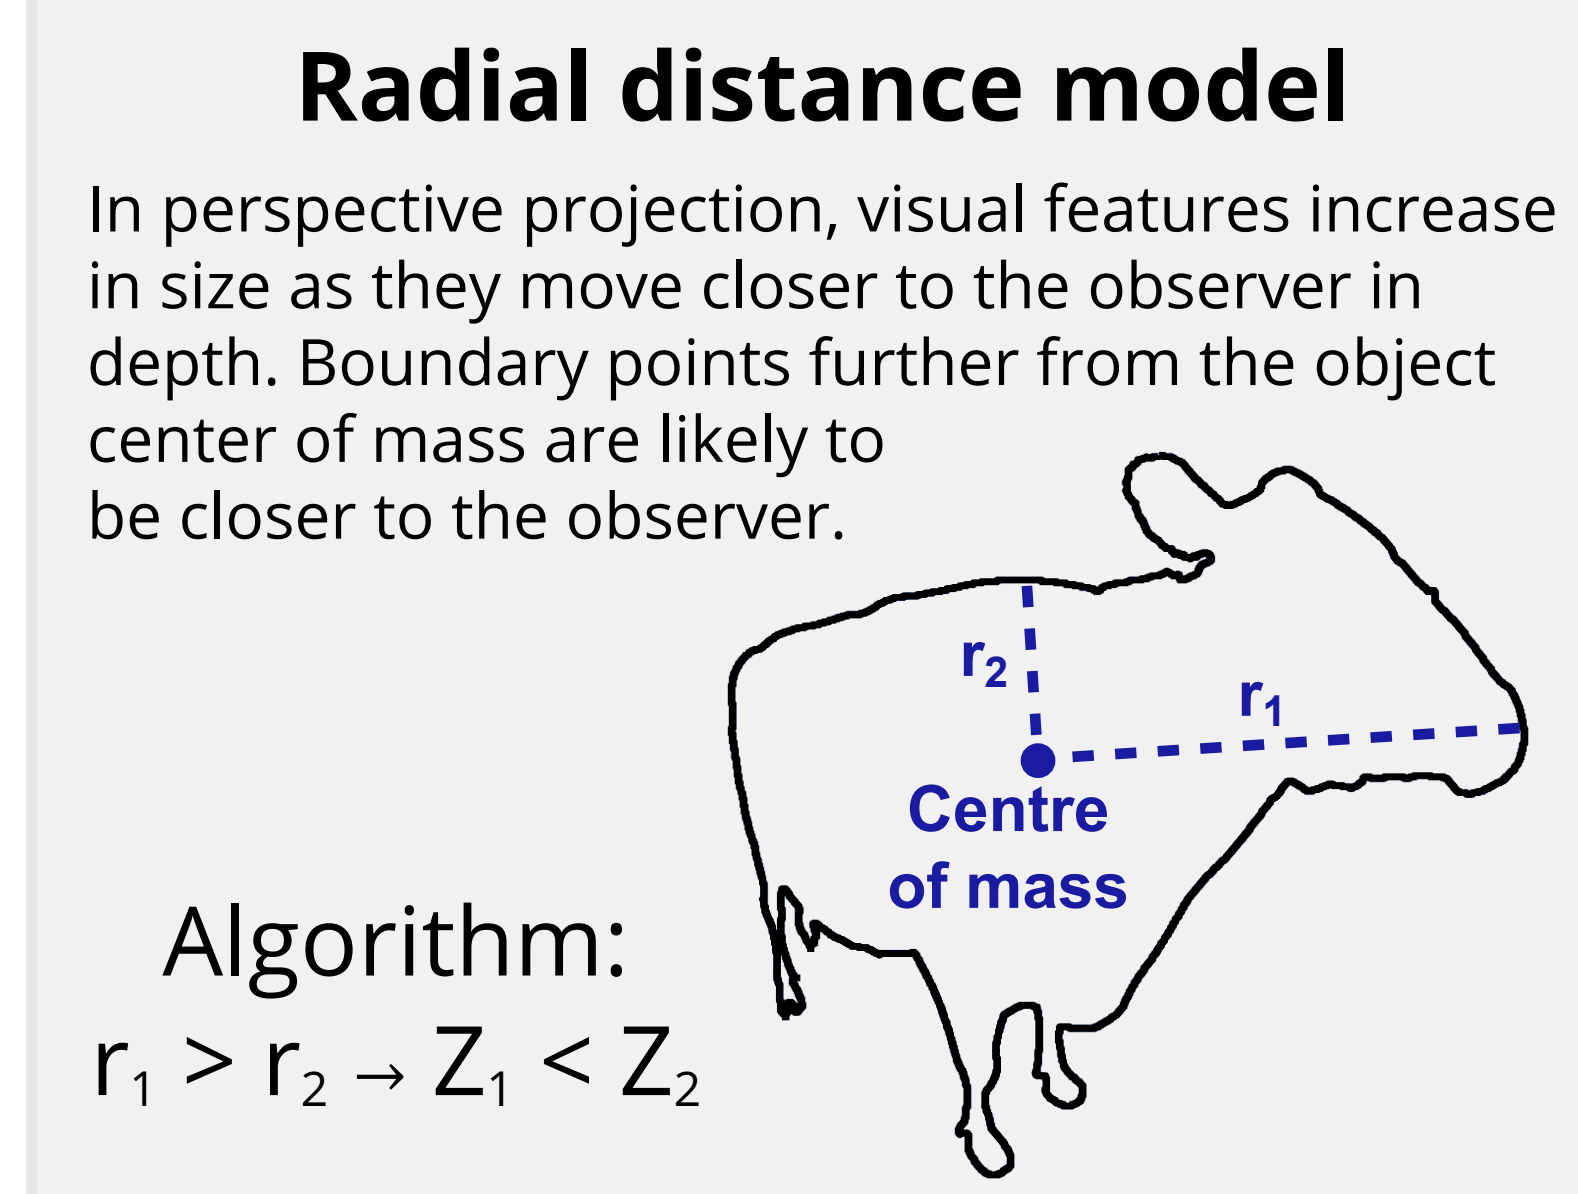 Radial distance model
In perspective projection, visual features increase
in size as they move closer to the observer in
depth. Boundary points further from the object
center of mass are likely to
be closer to the observer.
r₂
r₁
Centre
of mass
Algorithm:
r₁ > r₂ → Z₁ < Z₂